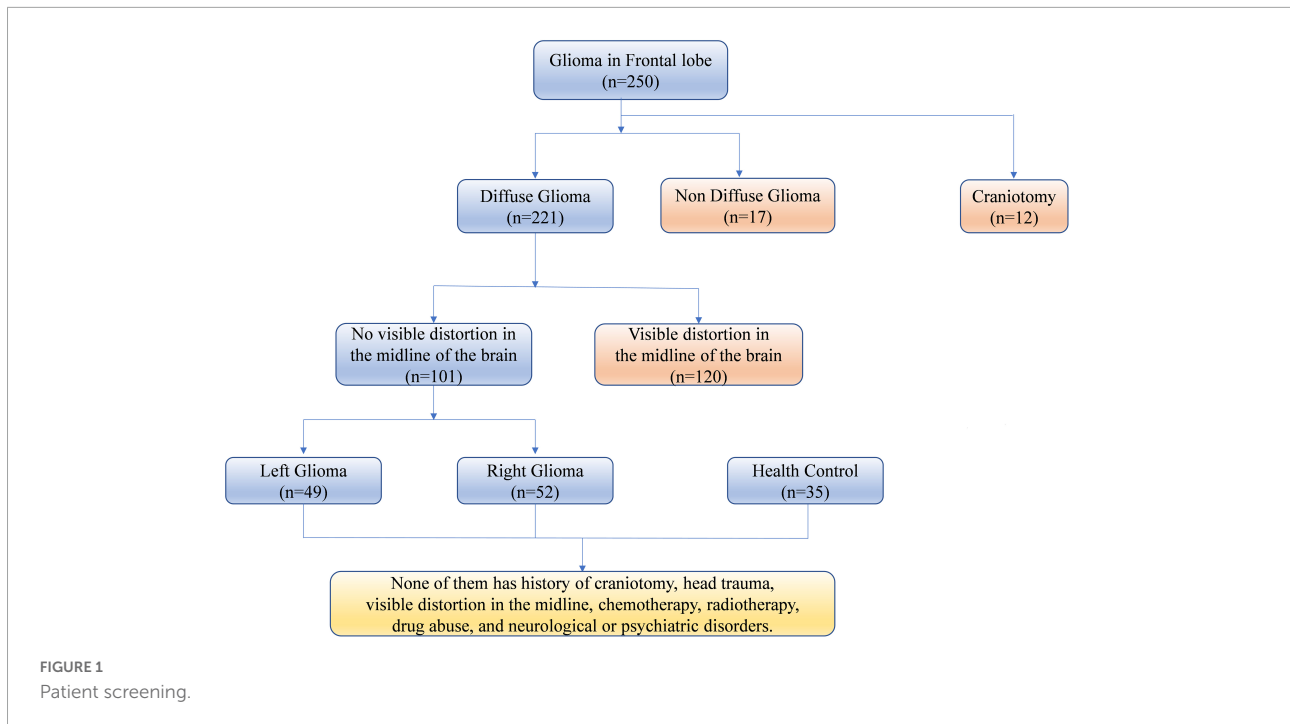 Glioma in Frontal lobe
(n=250)
Diffuse Glioma
(n=221)
Non Diffuse Glioma
(n=17)
Craniotomy
(n=12)
No visible distortion in
the midline of the brain
(n=101)
Visible distortion in
the midline of the brain
(n=120)
Left Glioma
(n=49)
Right Glioma
(n=52)
Health Control
(n=35)
None of them has history of craniotomy, head trauma,
visible distortion in the midline, chemotherapy, radiotherapy,
drug abuse, and neurological or psychiatric disorders.
FIGURE 1
Patient screening.